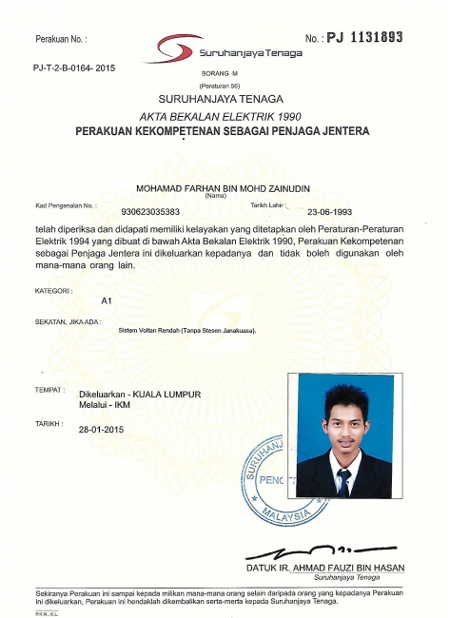 Perakuan No. :
No. : PJ 1131893
Suruhanjaya Tenaga
PJ-T-2-B-0164- 2015
BORANG M
(Peraturan 56)
SURUHANJAYA TENAGA
AKTA BEKALAN ELEKTRIK 1990
PERAKUAN KEKOMPETENAN SEBAGAI PENJAGA JENTERA
MOHAMAD FARHAN BIN MOHD ZAINUDIN
(Nama)
Kad Pengenalan No. : 930623035383 Tarikh Lahir : 23-06-1993
telah diperiksa dan didapati memiliki kelayakan yang ditetapkan oleh Peraturan-Peraturan
Elektrik 1994 yang dibuat di bawah Akta Bekalan Elektrik 1990, Perakuan Kekompetenan
sebagai Penjaga Jentera ini dikeluarkan kepadanya dan tidak boleh digunakan oleh
mana-mana orang lain.
KATEGORI :
A1
SEKATAN, JIKA ADA :
Sistem Voltan Rendah (Tanpa Stesen Janakuasa).
TEMPAT : Dikeluarkan - KUALA LUMPUR
Melalui - IKM
TARIKH : 28-01-2015
MALAYSIA
DATUK IR. AHMAD FAUZI BIN HASAN
Suruhanjaya Tenaga
Sekiranya Perakuan ini sampai kepada milikan mana-mana orang selain daripada orang yang kepadanya Perakuan
ini dikeluarkan, Perakuan ini hendaklah dikembalikan serta-merta kepada Suruhanjaya Tenaga.